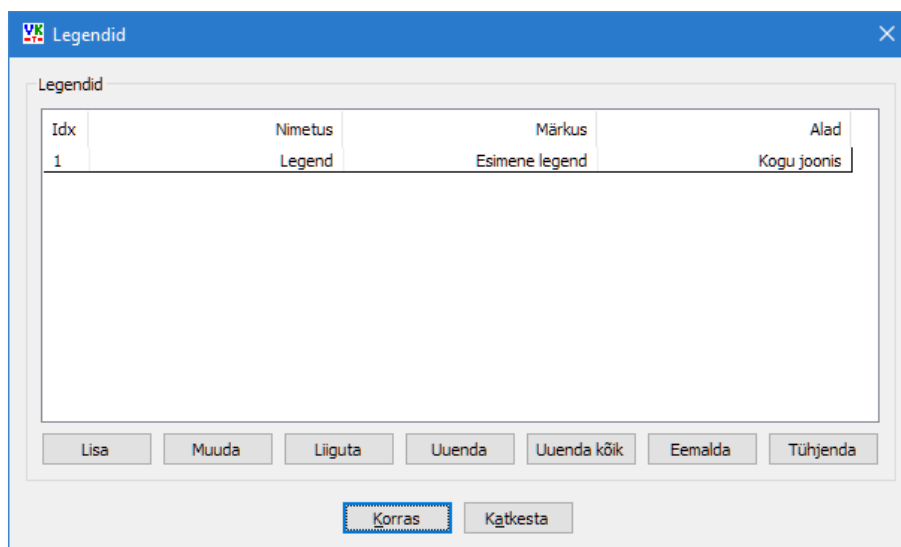 VK
-T-
Legendid
Legendid
Idx Nimetus Märkus Alad
1 Legend Esimene legend Kogu joonis
Lisa Muuda Liiguta Uuenda Uuenda kõik Eemalda Tühjenda
Korras Katkesta